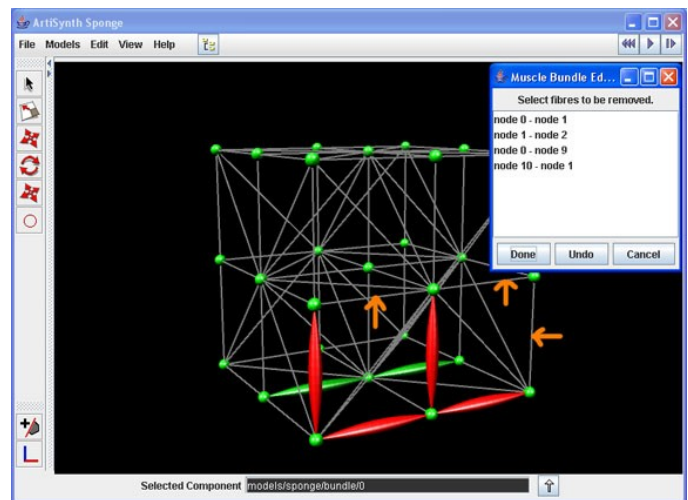 ArtiSynth Sponge
File Models Edit View Help
Muscle Bundle Ed...
Select fibres to be removed.
node 0 - node 1
node 1 - node 2
node 0 - node 9
node 10 - node 1
Done Undo Cancel
Selected Component models/sponge/bundle/0